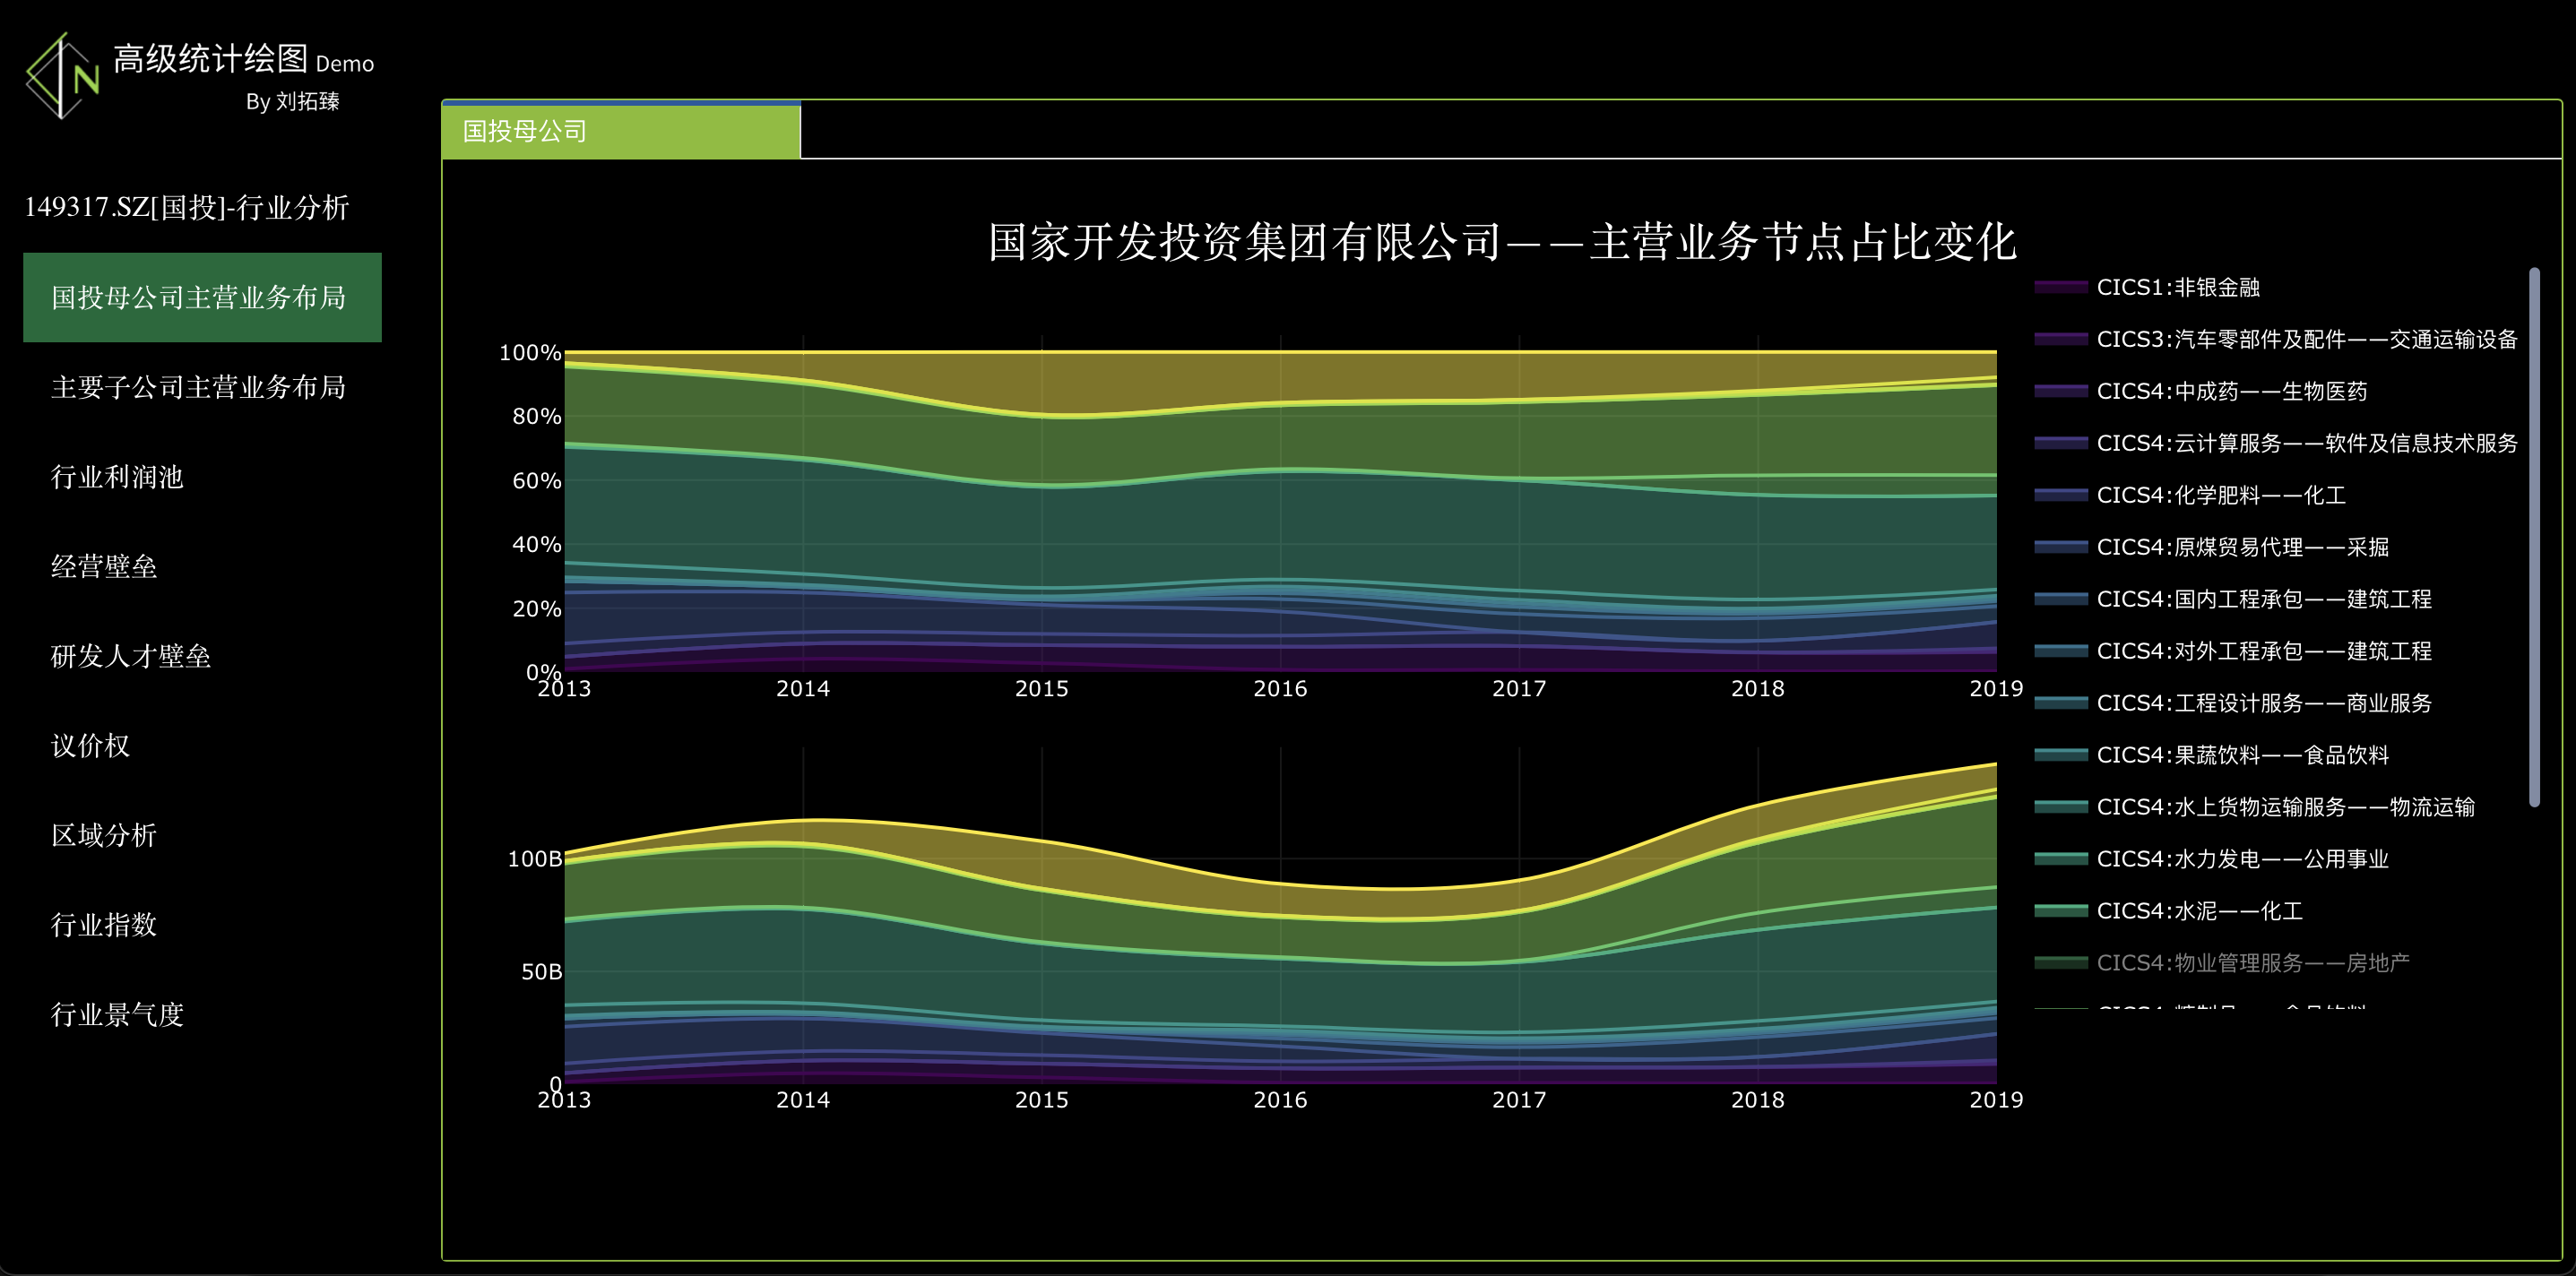 高级统计绘图 Demo
By 刘拓臻
149317.SZ[国投]-行业分析
国投母公司主营业务布局
主要子公司主营业务布局
行业利润池
经营壁垒
研发人才壁垒
议价权
区域分析
行业指数
行业景气度
国投母公司
国家开发投资集团有限公司——主营业务节点占比变化
100%
80%
60%
40%
20%
0%
2013 2014 2015 2016 2017 2018 2019
100B
50B
0
2013 2014 2015 2016 2017 2018 2019
CICS1:非银金融
CICS3:汽车零部件及配件——交通运输设备
CICS4:中成药——生物医药
CICS4:云计算服务——软件及信息技术服务
CICS4:化学肥料——化工
CICS4:原煤贸易代理——采掘
CICS4:国内工程承包——建筑工程
CICS4:对外工程承包——建筑工程
CICS4:工程设计服务——商业服务
CICS4:果蔬饮料——食品饮料
CICS4:水上货物运输服务——物流运输
CICS4:水力发电——公用事业
CICS4:水泥——化工
CICS4:物业管理服务——房地产